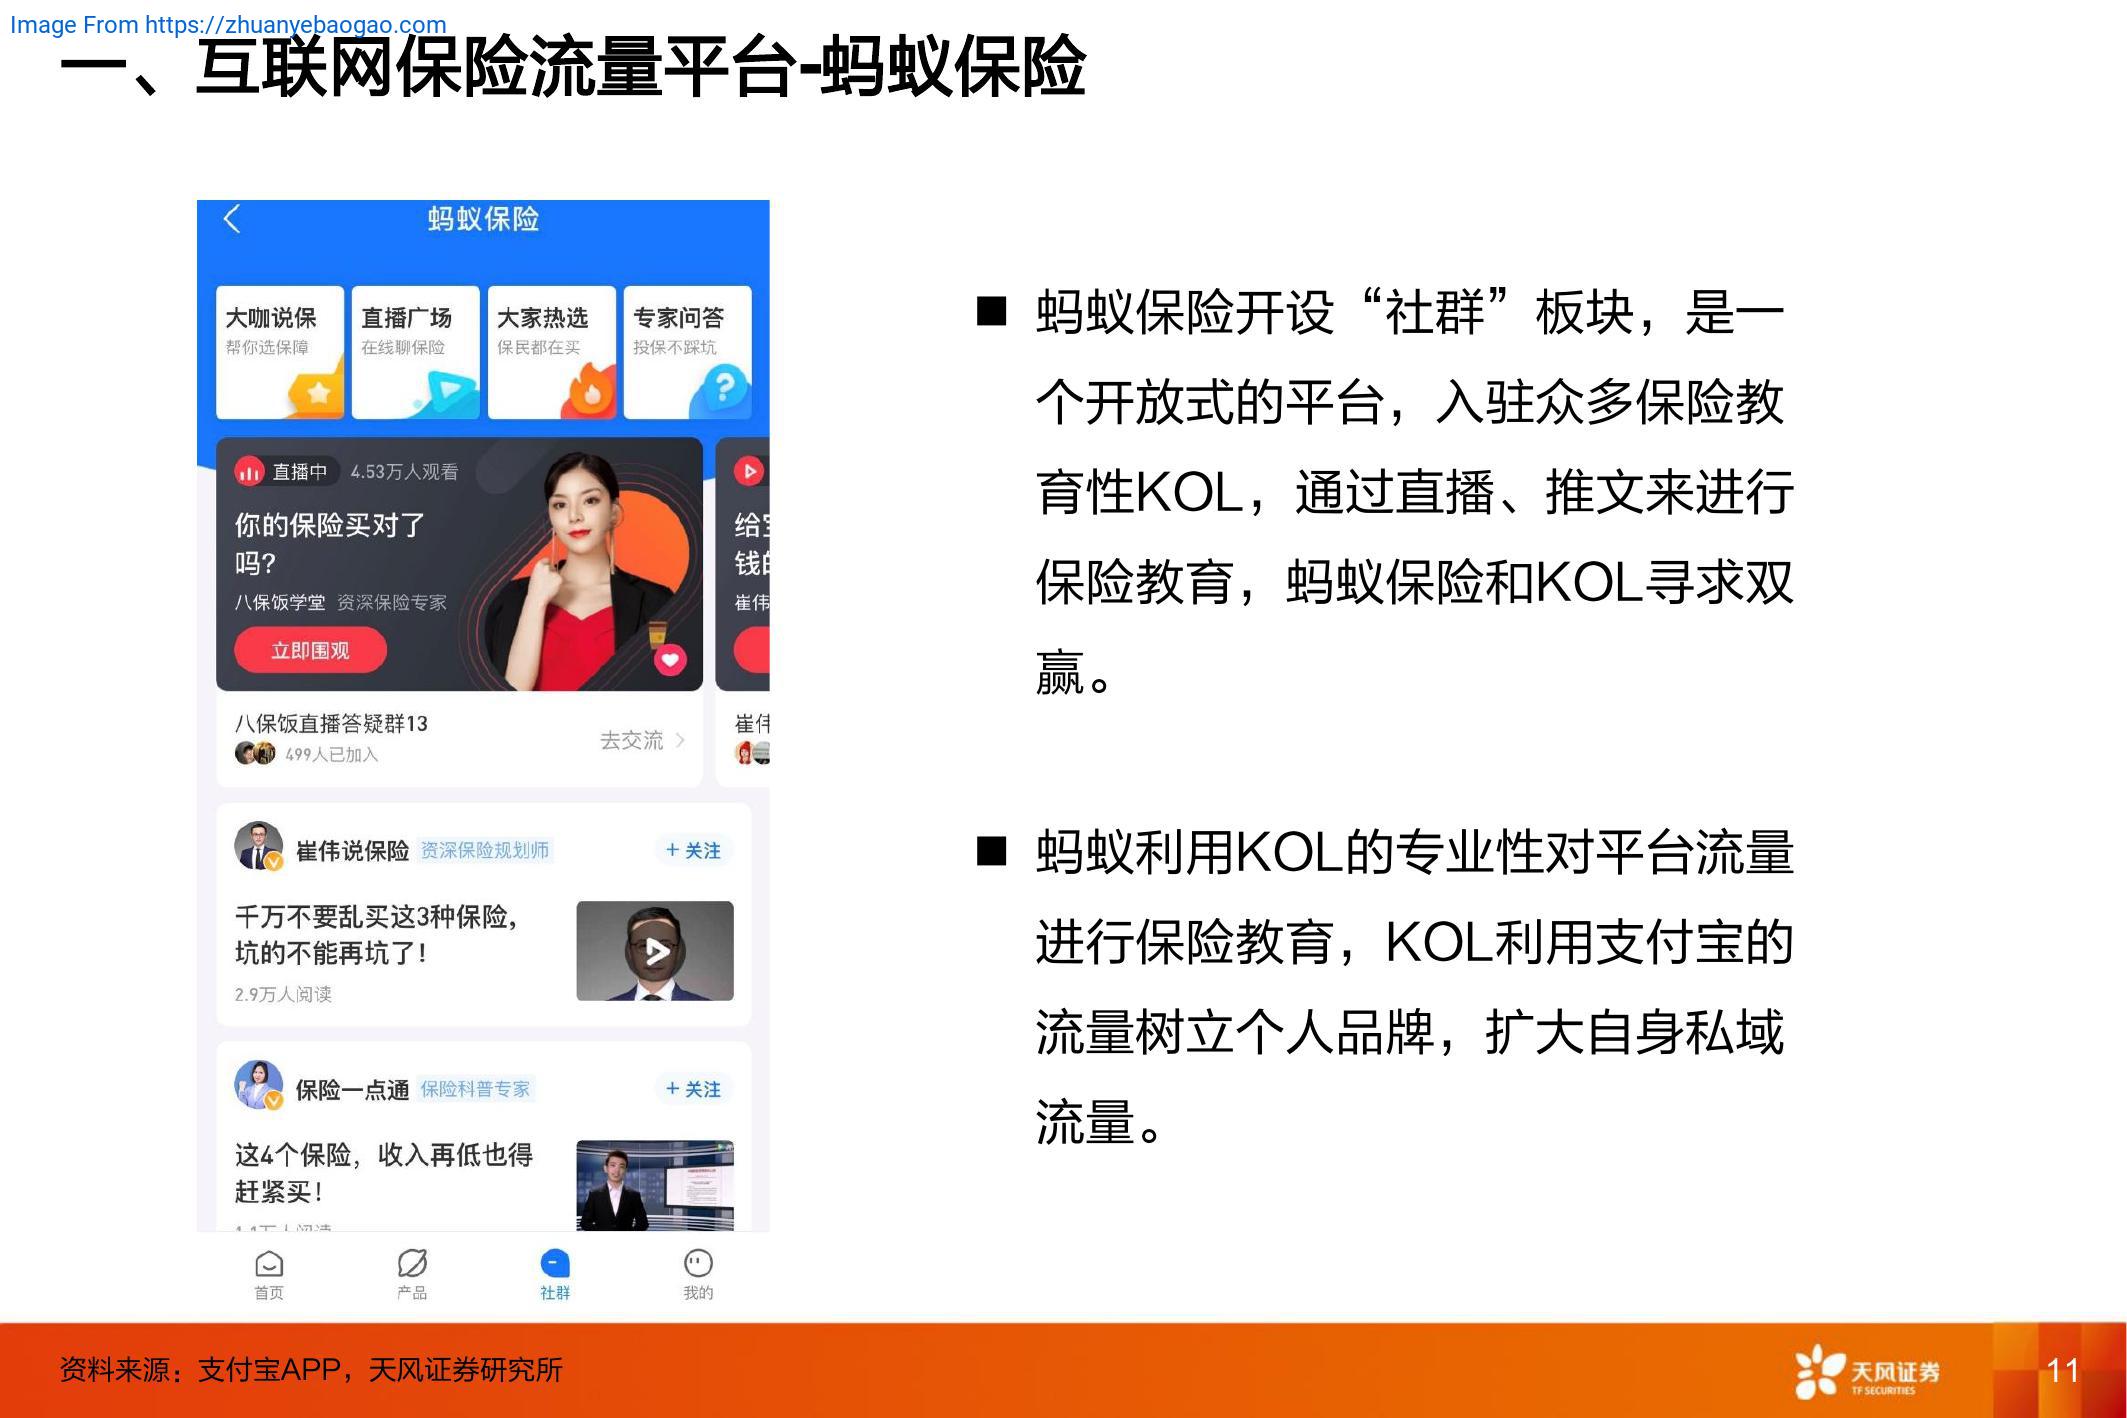 Image From https://zhuanyebaogao.com
一、互联网保险流量平台-蚂蚁保险
蚂蚁保险
大咖说保
帮你选保障
直播广场
在线聊保险
大家热选
保民都在买
专家问答
投保不踩坑
直播中 4.53万人观看
你的保险买对了
吗?
八保饭学堂 资深保险专家
立即围观
钱
崔伟
八保饭直播答疑群13
499人已加入
去交流
崔伟
崔伟说保险 资深保险规划师
+关注
千万不要乱买这3种保险,
坑的不能再坑了!
2.9万人阅读
保险一点通 保险科普专家
+关注
这4个保险，收入再低也得
赶紧买!
首页
产品
社群
我的
■ 蚂蚁保险开设“社群”板块，是一
个开放式的平台，入驻众多保险教
育性KOL，通过直播、推文来进行
保险教育，蚂蚁保险和KOL寻求双
赢。
■ 蚂蚁利用KOL的专业性对平台流量
进行保险教育，KOL利用支付宝的
流量树立个人品牌，扩大自身私域
流量。
资料来源：支付宝APP，天风证券研究所
天风证券
TF SECURITIES
11